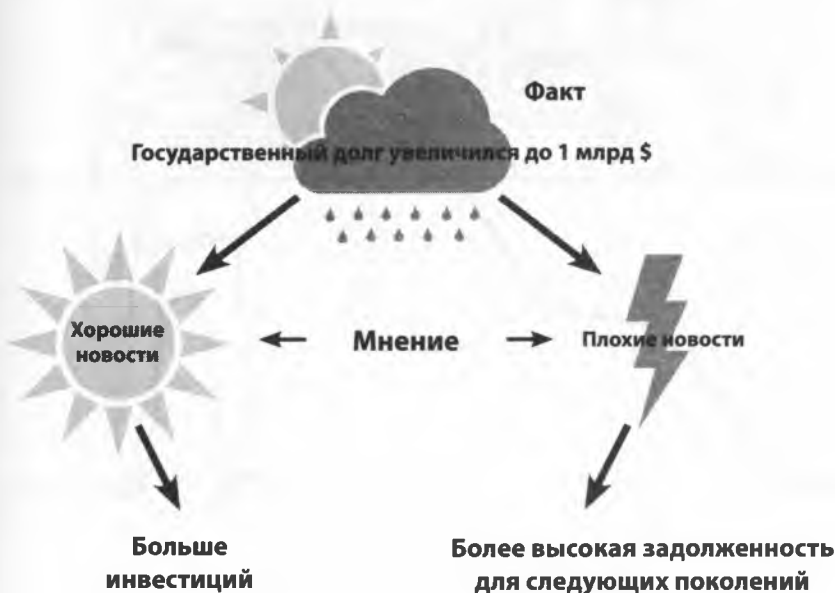 Факт
Государственный долг увеличился до 1 млрд $
Хорошие
новости
Мнение
Плохие новости
Больше
инвестиций
Более высокая задолженность
для следующих поколений